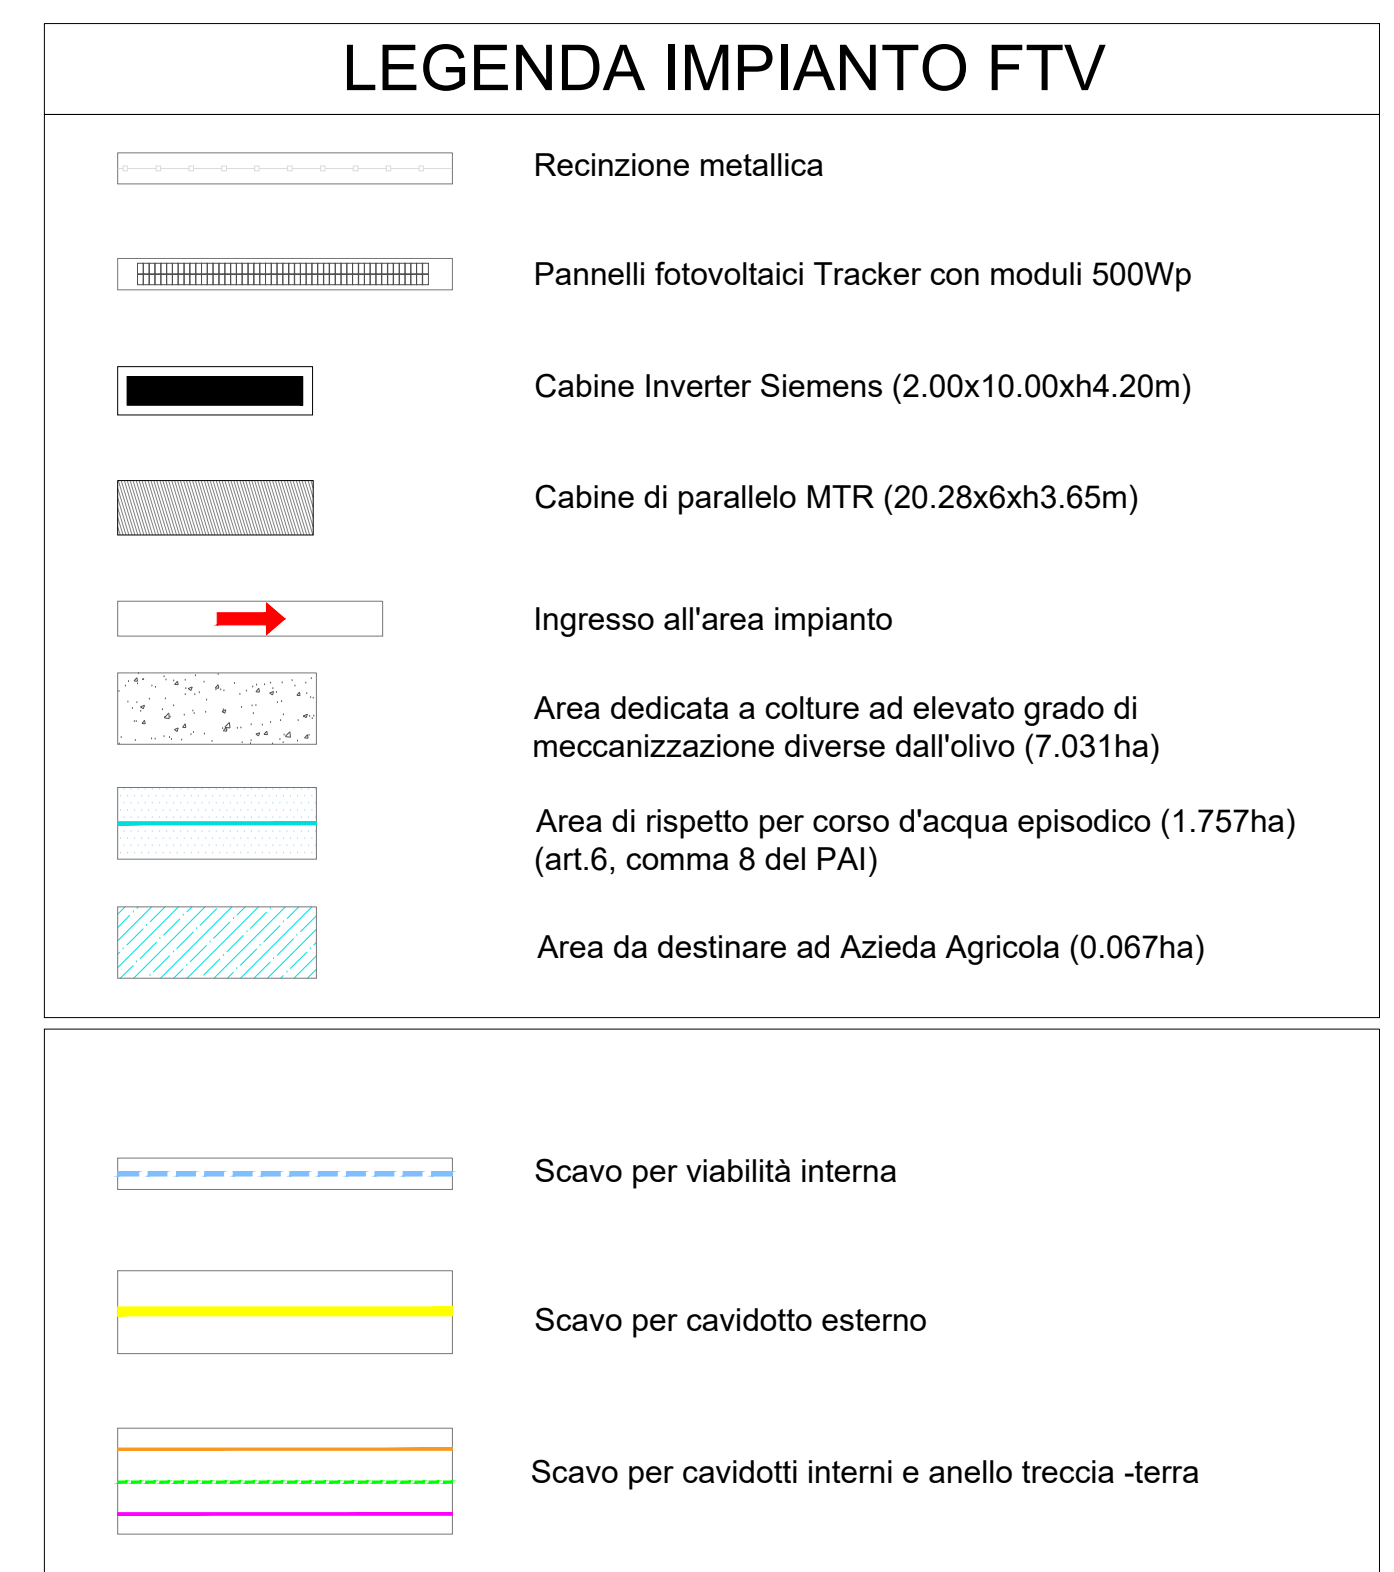 LEGENDA IMPIANTO FTV
Recinzione metallica
Pannelli fotovoltaici Tracker con moduli 500Wp
Cabine Inverter Siemens (2.00x10.00xh4.20m)
Cabine di parallelo MTR (20.28x6xh3.65m)
Ingresso all'area impianto
Area dedicata a colture ad elevato grado di
meccanizzazione diverse dall'olivo (7.031ha)
Area di rispetto per corso d'acqua episodico (1.757ha)
(art.6, comma 8 del PAI)
Area da destinare ad Azieda Agricola (0.067ha)
Scavo per viabilità interna
Scavo per cavidotto esterno
Scavo per cavidotti interni e anello treccia -terra